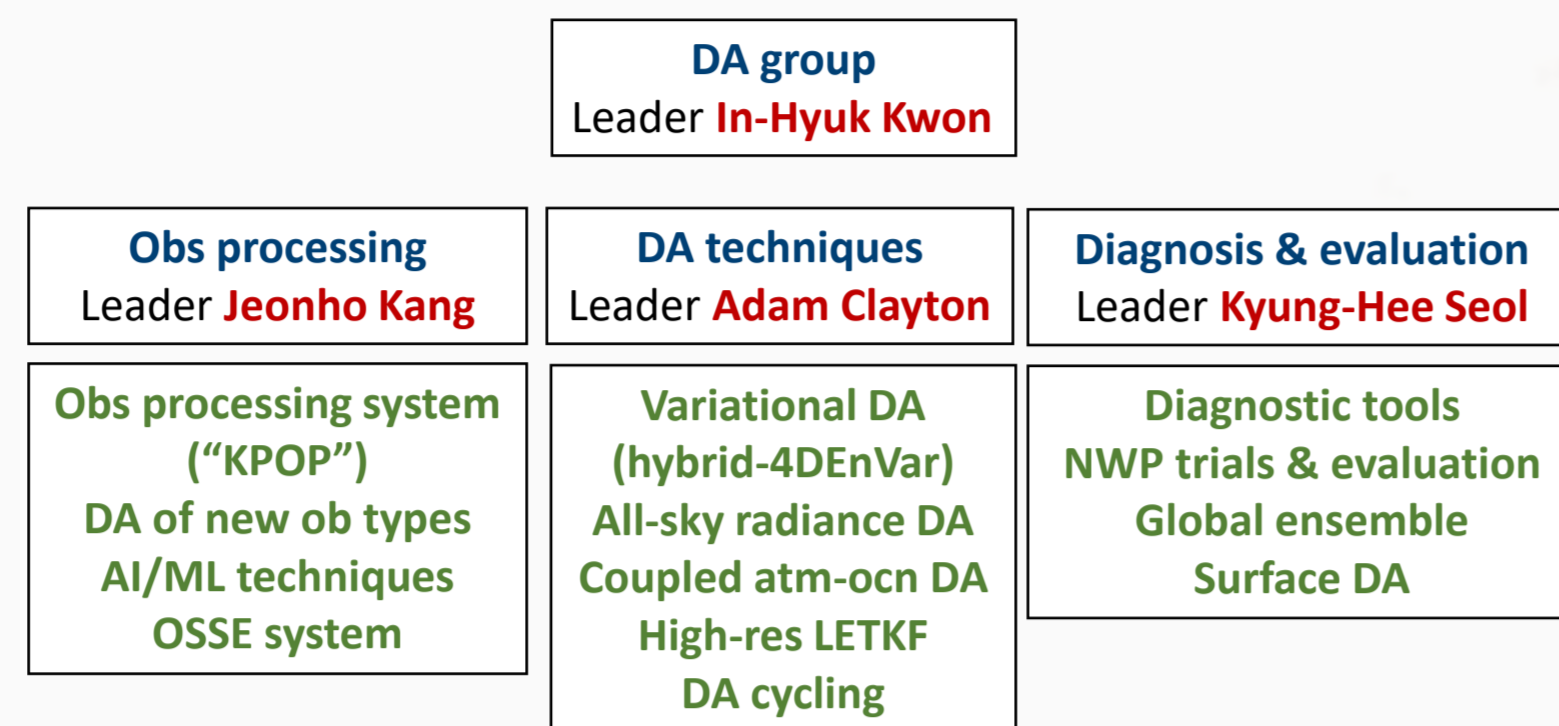 DA group
Leader In-Hyuk Kwon
Obs processing
Leader Jeonho Kang
DA techniques
Leader Adam Clayton
Diagnosis & evaluation
Leader Kyung-Hee Seol
Obs processing system
(“KPOP”)
DA of new ob types
AI/ML techniques
OSSE system
Variational DA
(hybrid-4DEnVar)
All-sky radiance DA
Coupled atm-ocn DA
High-res LETKF
DA cycling
Diagnostic tools
NWP trials & evaluation
Global ensemble
Surface DA